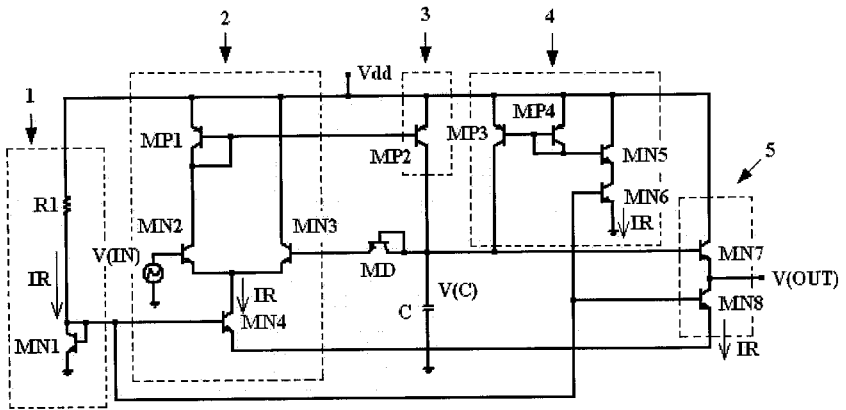 1
2
3
4
5
Vdd
MP1
MP2
MP3
MP4
MN5
R1
MN2
MN3
MN6
V(IN)
IR
MN7
IR
MD
V(C)
V(OUT)
IR
C
MN4
MN8
MN1
IR